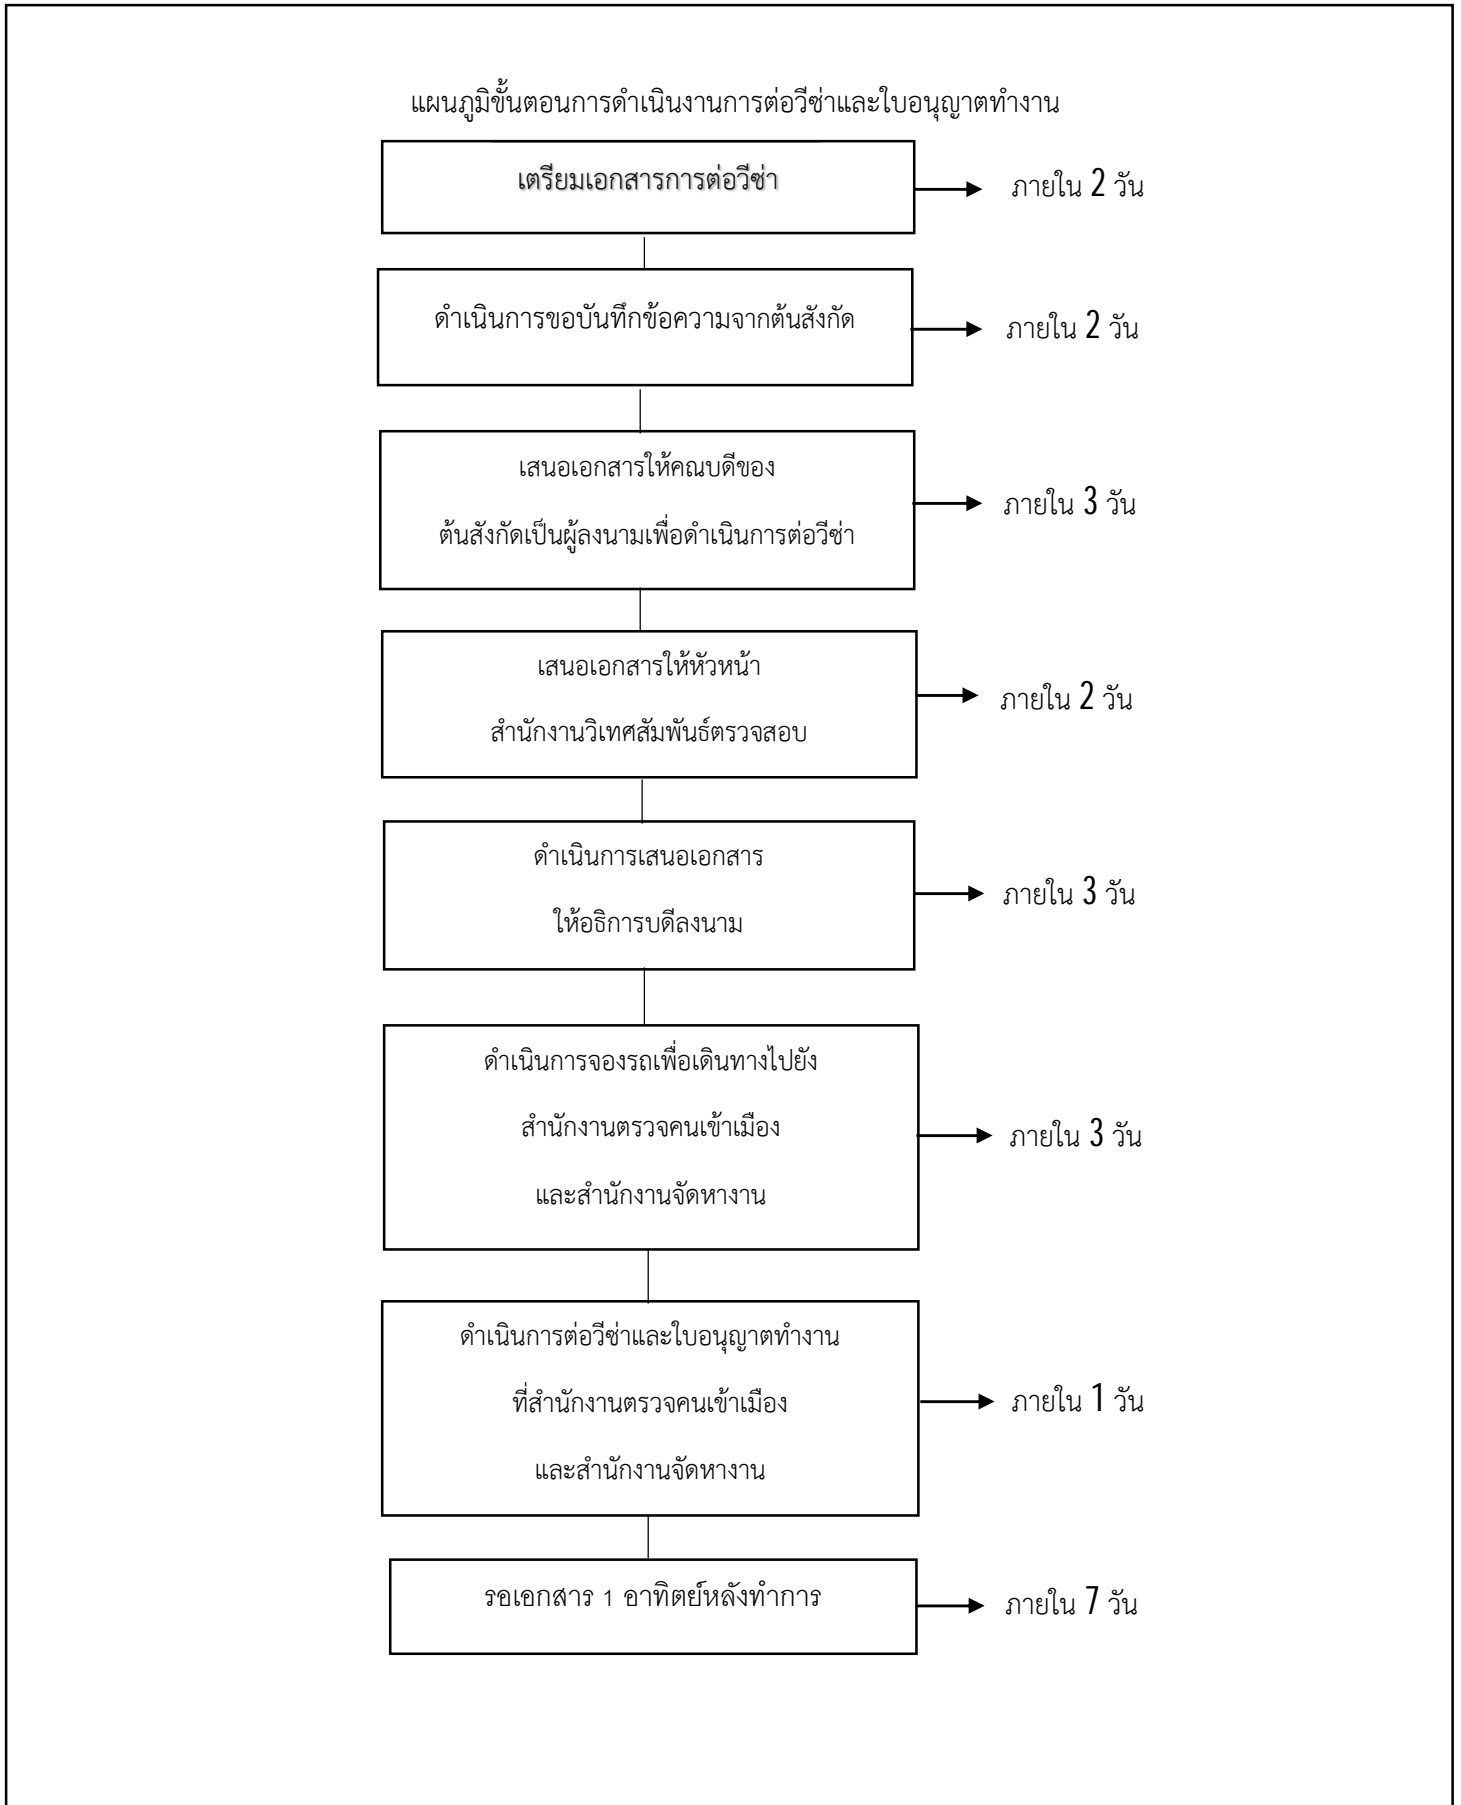 แผนภูมิขั้นตอนการดำเนินงานการต่อวีซ่าและใบอนุญาตทำงาน
เตรียมเอกสารการต่อวีซ่า
ภายใน 2 วัน
ดำเนินการขอบันทึกข้อความจากต้นสังกัด
ภายใน 2 วัน
เสนอเอกสารให้คณบดีของ
ต้นสังกัดเป็นผู้ลงนามเพื่อดำเนินการต่อวีซ่า
ภายใน 3 วัน
เสนอเอกสารให้หัวหน้า
สำนักงานวิเทศสัมพันธ์ตรวจสอบ
ภายใน 2 วัน
ดำเนินการเสนอเอกสาร
ให้อธิการบดีลงนาม
ภายใน 3 วัน
ดำเนินการจองรถเพื่อเดินทางไปยัง
สำนักงานตรวจคนเข้าเมือง
และสำนักงานจัดหางาน
ภายใน 3 วัน
ดำเนินการต่อวีซ่าและใบอนุญาตทำงาน
ที่สำนักงานตรวจคนเข้าเมือง
และสำนักงานจัดหางาน
ภายใน 1 วัน
รอเอกสาร 1 อาทิตย์หลังทำการ
ภายใน 7 วัน